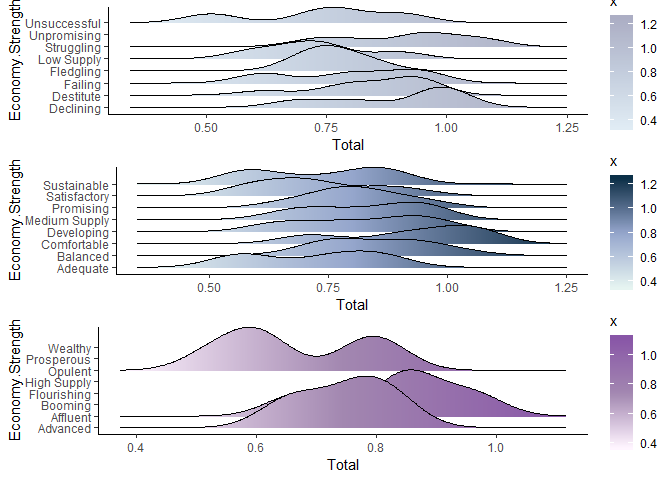 Economy.Strength
Unsuccessful
Unpromising
Struggling
Low Supply
Fledgling
Failing
Destitute
Declining
0.50 0.75 1.00 1.25
Total
x
1.2
1.0
0.8
0.6
0.4
Economy.Strength
Sustainable
Satisfactory
Promising
Medium Supply
Developing
Comfortable
Balanced
Adequate
0.50 0.75 1.00 1.25
Total
x
1.2
1.0
0.8
0.6
0.4
Economy.Strength
Wealthy
Prosperous
Opulent
High Supply
Flourishing
Booming
Affluent
Advanced
0.4 0.6 0.8 1.0
Total
x
1.0
0.8
0.6
0.4